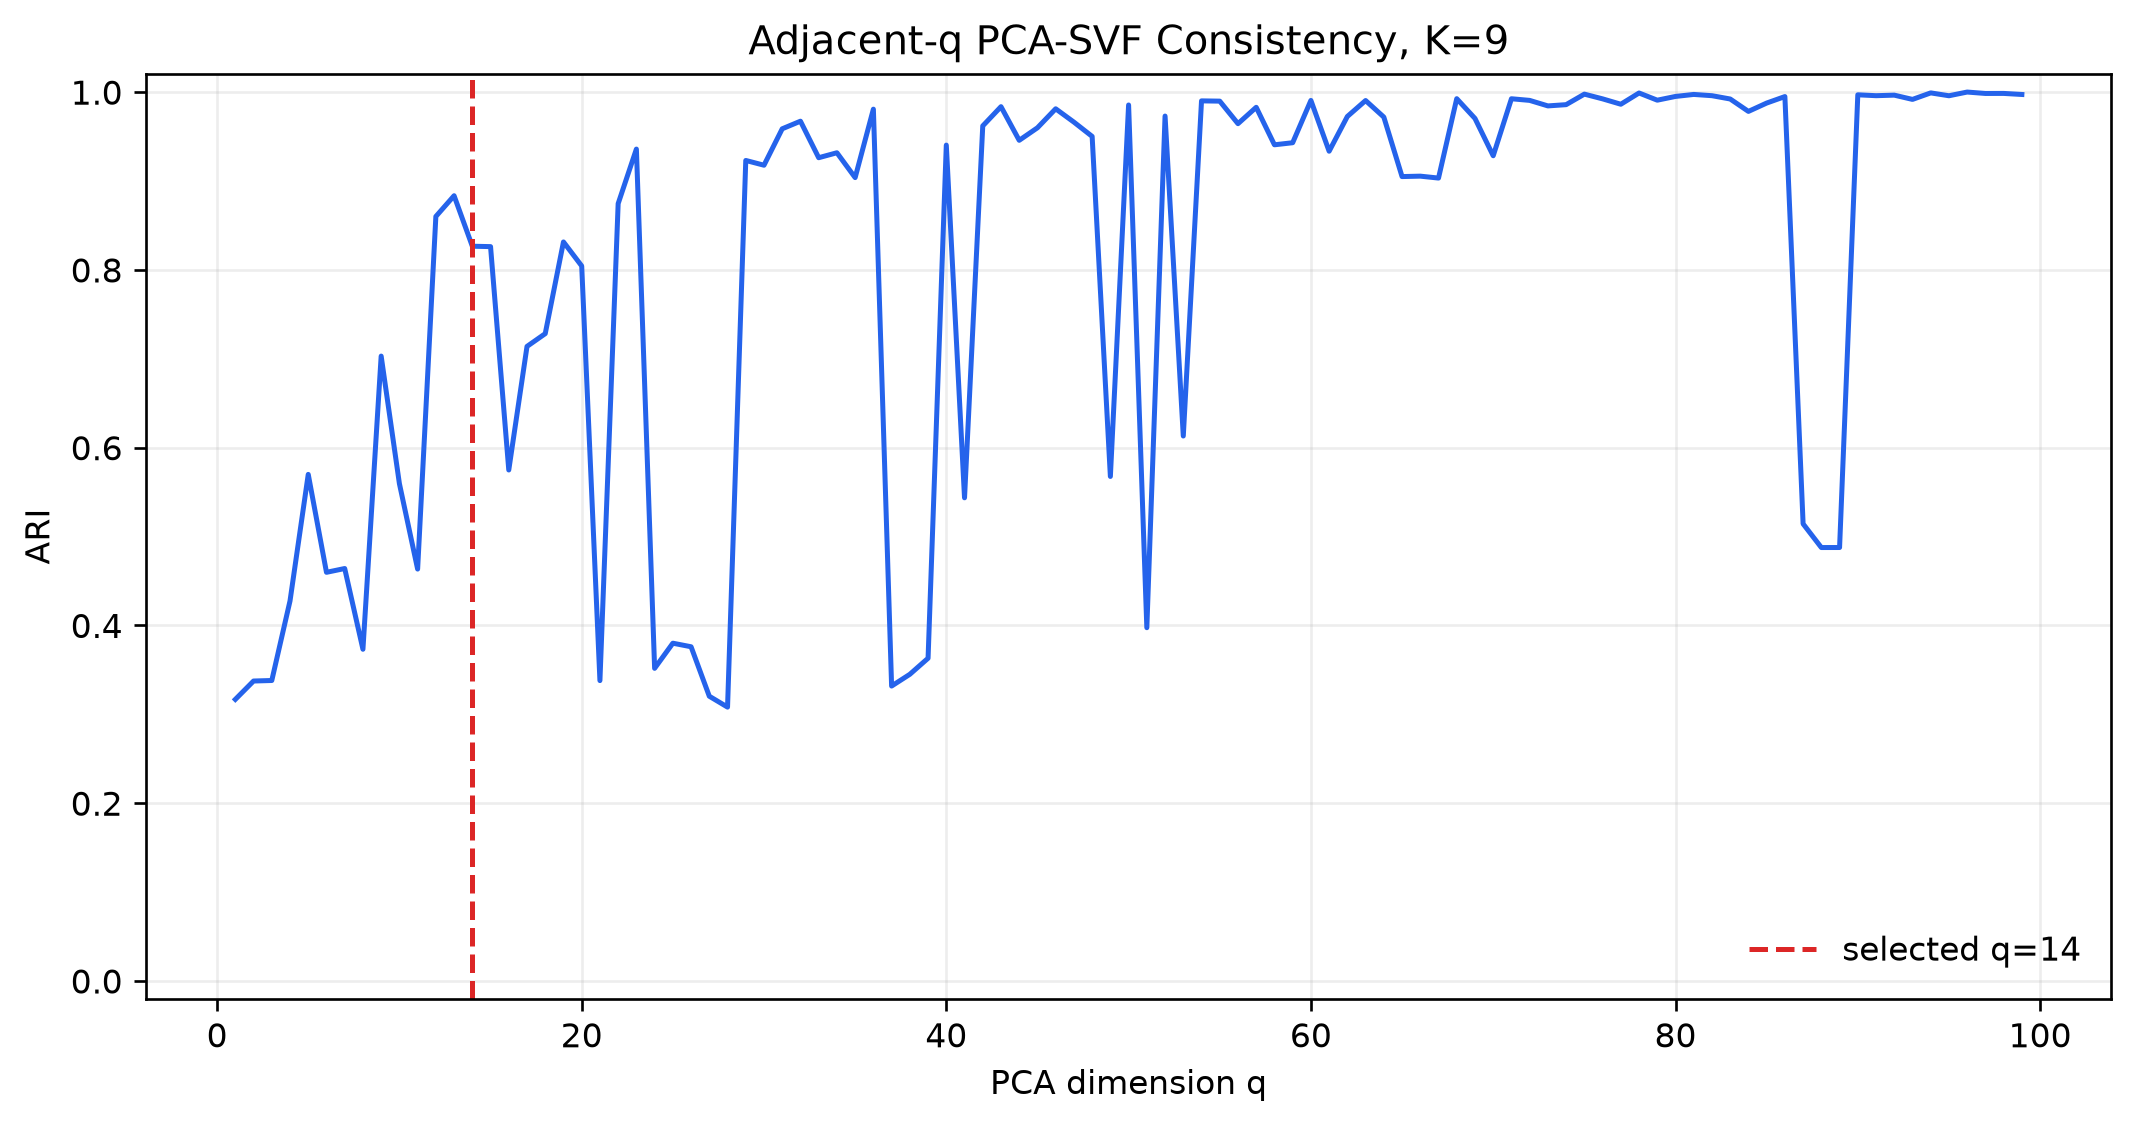 Adjacent-q PCA-SVF Consistency, K=9
ARI
1.0
0.8
0.6
0.4
0.2
0.0
selected q=14
0 20 40 60 80 100
PCA dimension q